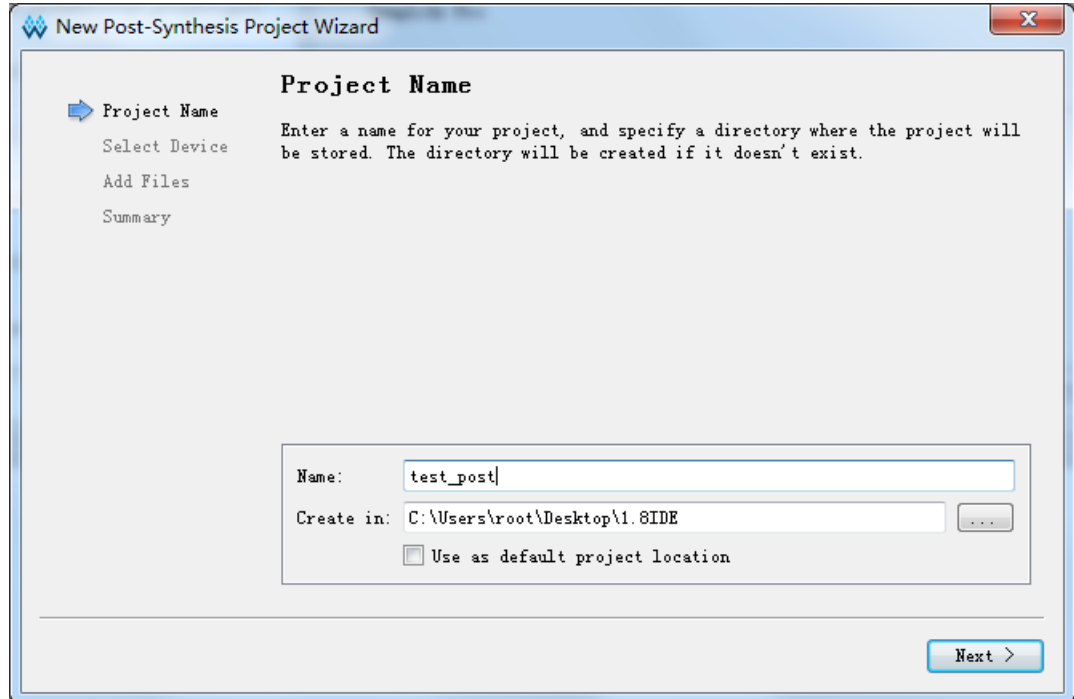 New Post-Synthesis Project Wizard
Project Name
Select Device
Add Files
Summary
Project Name
Enter a name for your project, and specify a directory where the project will
be stored. The directory will be created if it doesn't exist.
Name: test_post
Create in: C:\Users\root\Desktop\1.8IDE ...
Use as default project location
Next >